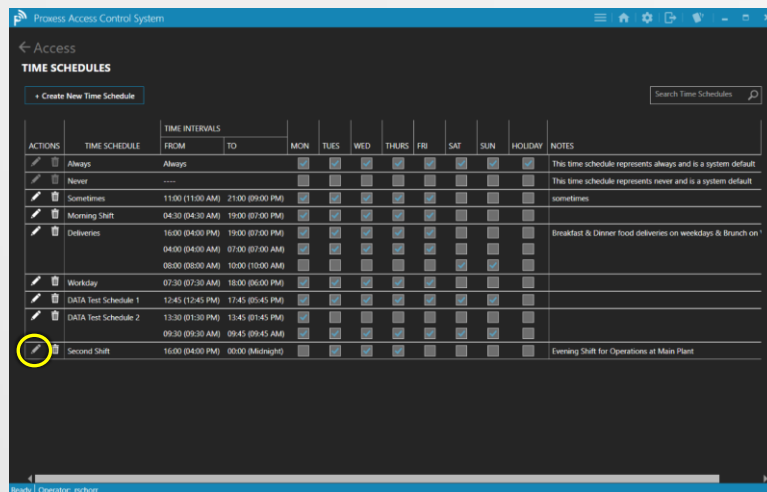 Proxess Access Control System
Access
TIME SCHEDULES
+ Create New Time Schedule
Search Time Schedules
TIME INTERVALS
ACTIONS TIME SCHEDULE FROM TO MON TUES WED THURS FRI SAT SUN HOLIDAY NOTES
Always Always This time schedule represents always and is a system default
Never ---- This time schedule represents never and is a system default
Sometimes 11:00 (11:00 AM) 21:00 (09:00 PM) sometimes
Morning Shift 04:30 (04:30 AM) 19:00 (07:00 PM)
Deliveries 16:00 (04:00 PM) 19:00 (07:00 PM) Breakfast & Dinner food deliveries on weekdays & Brunch on
04:00 (04:00 AM) 07:00 (07:00 AM)
08:00 (08:00 AM) 10:00 (10:00 AM)
Workday 07:30 (07:30 AM) 18:00 (06:00 PM)
DATA Test Schedule 1 12:45 (12:45 PM) 17:45 (05:45 PM)
DATA Test Schedule 2 13:30 (01:30 PM) 13:45 (01:45 PM)
09:30 (09:30 AM) 09:45 (09:45 AM)
Second Shift 16:00 (04:00 PM) 00:00 (Midnight) Evening Shift for Operations at Main Plant
Ready Operator: rschorr